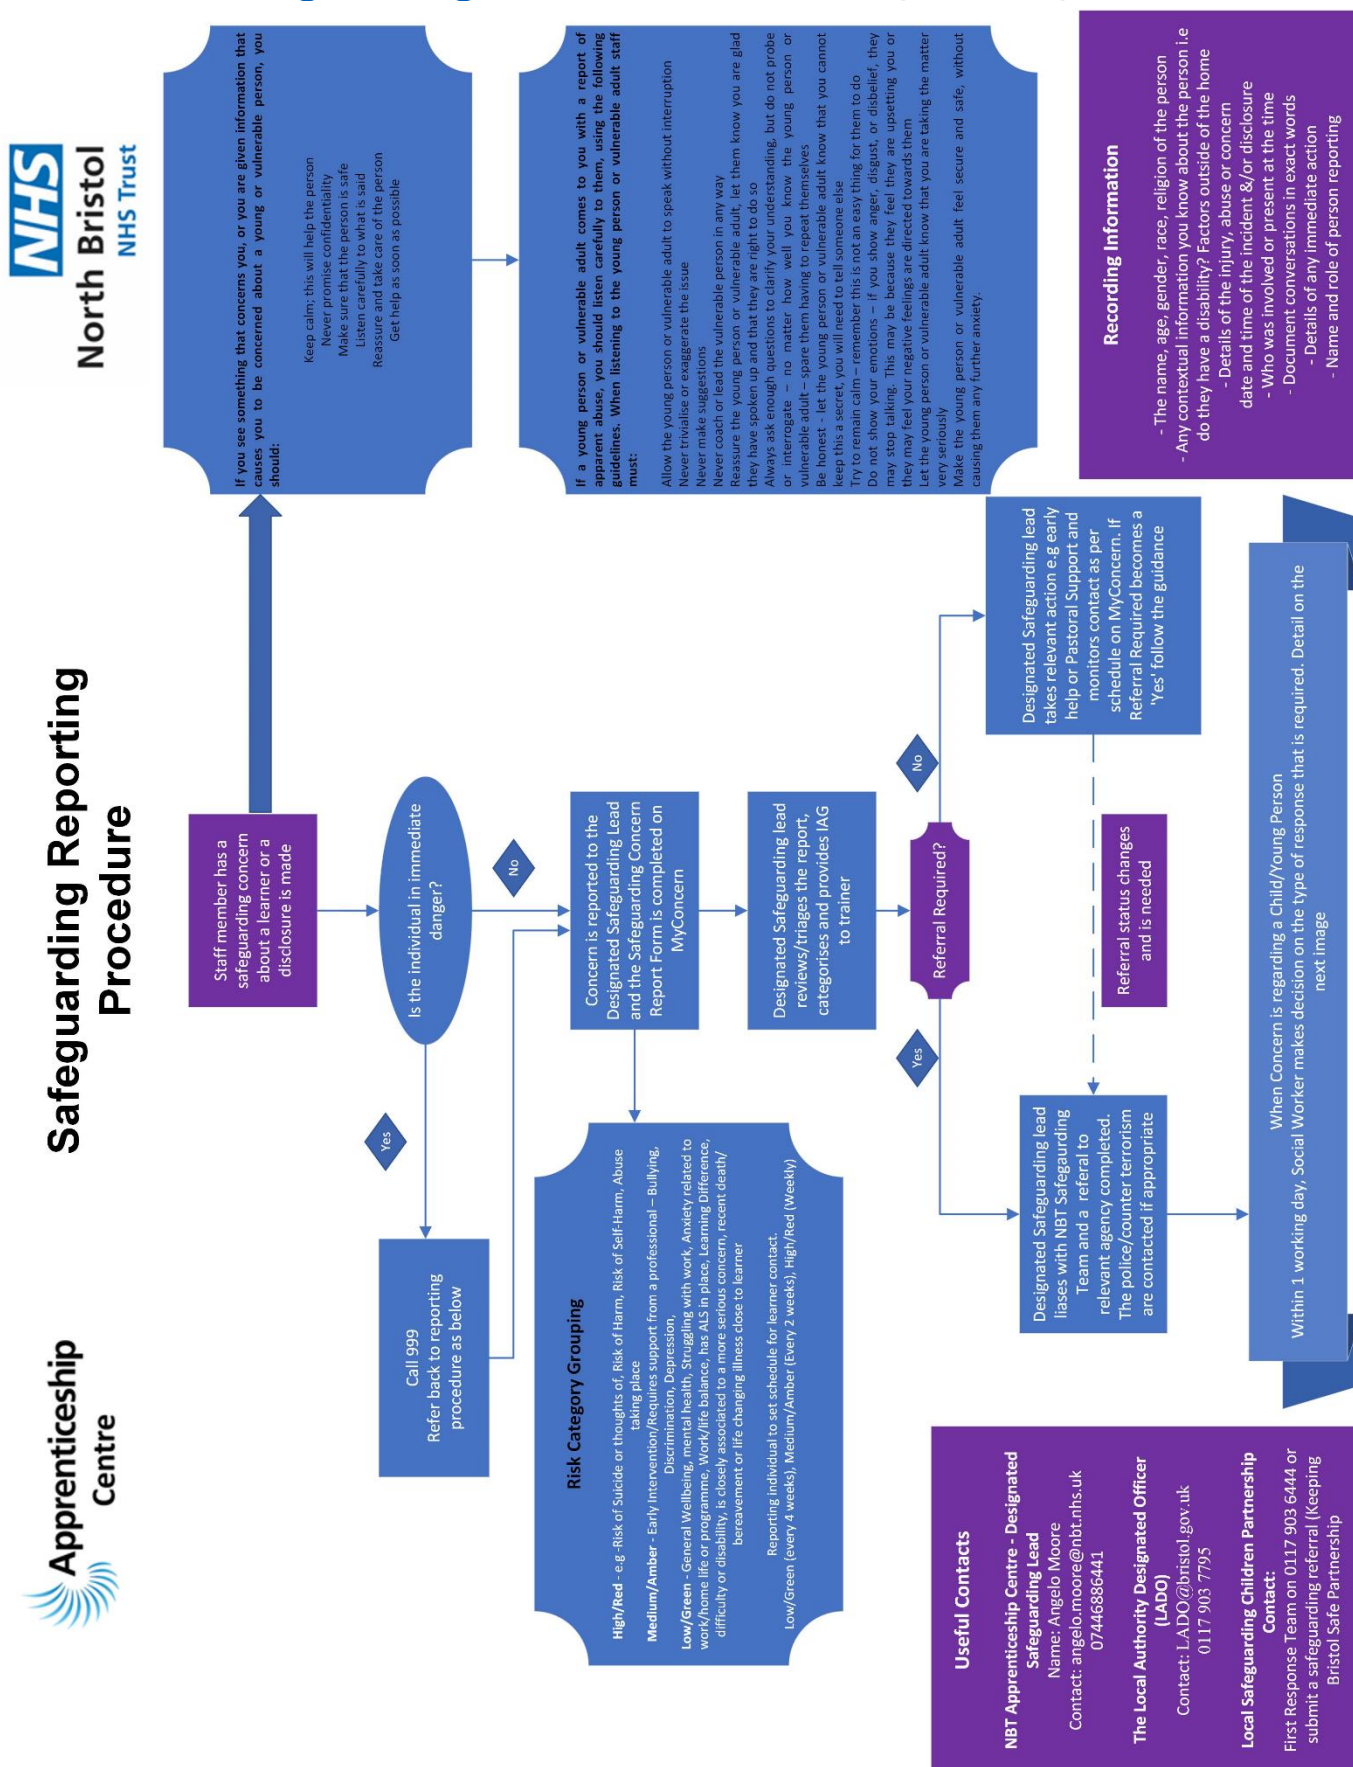 Apprenticeship
Centre
Safeguarding Reporting
Procedure
NHS
North Bristol
NHS Trust
Staff member has a
safeguarding concern
about a learner or a
disclosure is made
If you see something that concerns you, or you are given information that
causes you to be concerned about a young or vulnerable person, you
should:
Keep calm; this will help the person
Never promise confidentiality
Make sure that the person is safe
Listen carefully to what is said
Reassure and take care of the person
Get help as soon as possible
Is the individual in immediate
danger?
Yes
No
Call 999
Refer back to reporting
procedure as below
If a young person or vulnerable adult comes to you with a report of
apparent abuse, you should listen carefully to them, using the following
guidelines. When listening to the young person or vulnerable adult staff
must:
Allow the young person or vulnerable adult to speak without interruption
Never trivialise or exaggerate the issue
Never make suggestions
Never coach or lead the vulnerable person in any way
Reassure the young person or vulnerable adult, let them know you are glad
they have spoken up and that they are right to do so
Always ask enough questions to clarify your understanding, but do not probe
or interrogate – no matter how well you know the young person or
vulnerable adult – spare them having to repeat themselves
Be honest - let the young person or vulnerable adult know that you cannot
keep this a secret, you will need to tell someone else
Try to remain calm – remember this is not an easy thing for them to do
Do not show your emotions – if you show anger, disgust, or disbelief, they
may stop talking. This may be because they feel they are upsetting you or
they may feel your negative feelings are directed towards them
Let the young person or vulnerable adult know that you are taking the matter
very seriously
Make the young person or vulnerable adult feel secure and safe, without
causing them any further anxiety.
Concern is reported to the
Designated Safeguarding Lead
and the Safeguarding Concern
Report Form is completed on
MyConcern
Risk Category Grouping
High/Red - e.g -Risk of Suicide or thoughts of, Risk of Harm, Risk of Self-Harm, Abuse
taking place
Medium/Amber - Early Intervention/Requires support from a professional – Bullying,
Discrimination, Depression,
Low/Green - General Wellbeing, mental health, Struggling with work, Anxiety related to
work/home life or programme, Work/life balance, has ALS in place, Learning Difference,
difficulty or disability, is closely associated to a more serious concern, recent death/
bereavement or life changing illness close to learner
Reporting individual to set schedule for learner contact.
Low/Green (every 4 weeks), Medium/Amber (Every 2 weeks), High/Red (Weekly)
Designated Safeguarding lead
reviews/triages the report,
categorises and provides IAG
to trainer
Referral Required?
Yes
No
Designated Safeguarding lead
takes relevant action e.g early
help or Pastoral Support and
monitors contact as per
schedule on MyConcern. If
Referral Required becomes a
'Yes' follow the guidance
Referral status changes
and is needed
Designated Safeguarding lead
liases with NBT Safegaurding
Team and a referral to
relevant agency completed.
The police/counter terrorism
are contacted if appropriate
Useful Contacts
NBT Apprenticeship Centre - Designated
Safeguarding Lead
Name: Angelo Moore
Contact: angelo.moore@nbt.nhs.uk
07446886441
The Local Authority Designated Officer
(LADO)
Contact: LADO@bristol.gov.uk
0117 903 7795
Local Safeguarding Children Partnership
Contact:
First Response Team on 0117 903 6444 or
submit a safeguarding referral (Keeping
Bristol Safe Partnership
When Concern is regarding a Child/Young Person
Within 1 working day, Social Worker makes decision on the type of response that is required. Detail on the
next image
Recording Information
- The name, age, gender, race, religion of the person
- Any contextual information you know about the person i.e
do they have a disability? Factors outside of the home
- Details of the injury, abuse or concern
date and time of the incident &/or disclosure
- Who was involved or present at the time
- Document conversations in exact words
- Details of any immediate action
- Name and role of person reporting